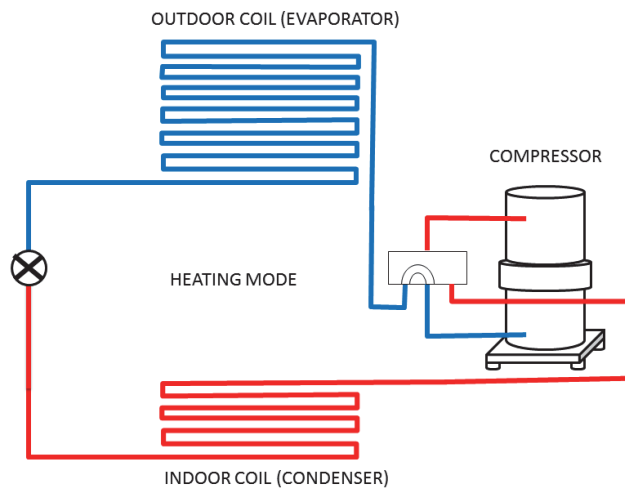 OUTDOOR COIL (EVAPORATOR)
COMPRESSOR
HEATING MODE
INDOOR COIL (CONDENSER)